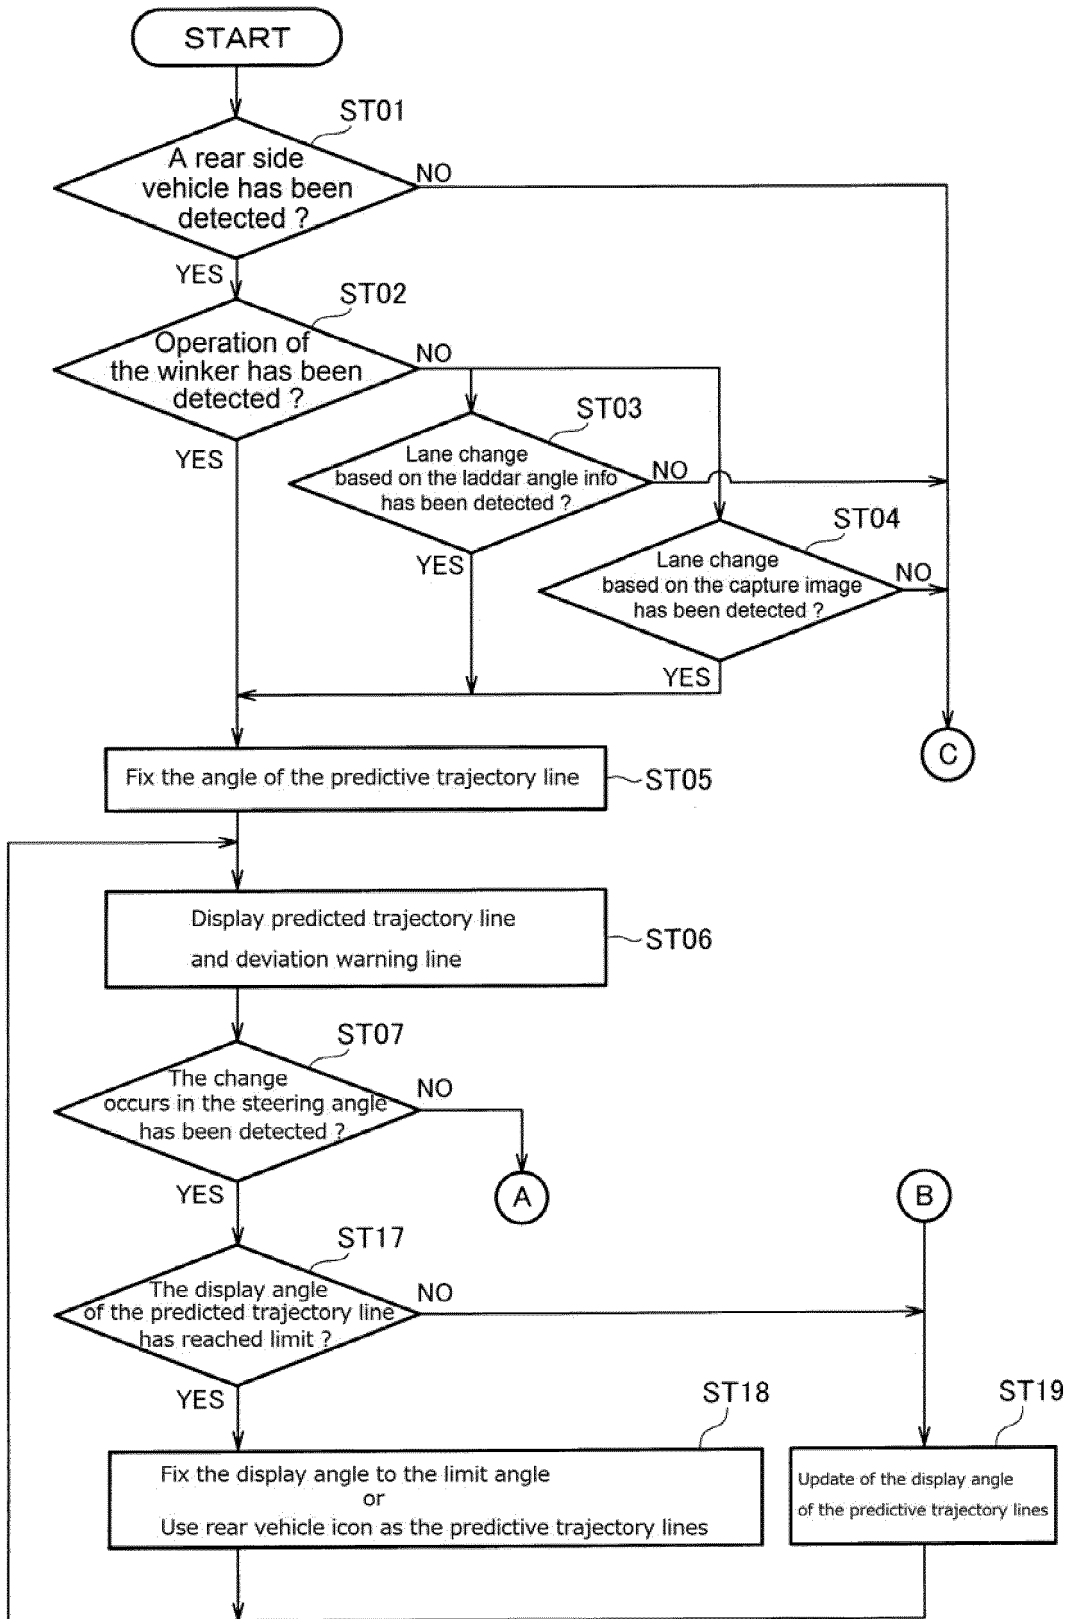 START
ST01
A rear side
vehicle has been
detected ?
NO
YES
ST02
Operation of
the winker has been
detected ?
NO
YES
ST03
Lane change
based on the laddar angle info
has been detected ?
NO
YES
ST04
Lane change
based on the capture image
has been detected ?
NO
YES
C
Fix the angle of the predictive trajectory line
ST05
Display predicted trajectory line
and deviation warning line
ST06
ST07
The change
occurs in the steering angle
has been detected ?
NO
YES
A
B
ST17
The display angle
of the predicted trajectory line
has reached limit ?
NO
YES
ST18
Fix the display angle to the limit angle
or
Use rear vehicle icon as the predictive trajectory lines
ST19
Update of the display angle
of the predictive trajectory lines